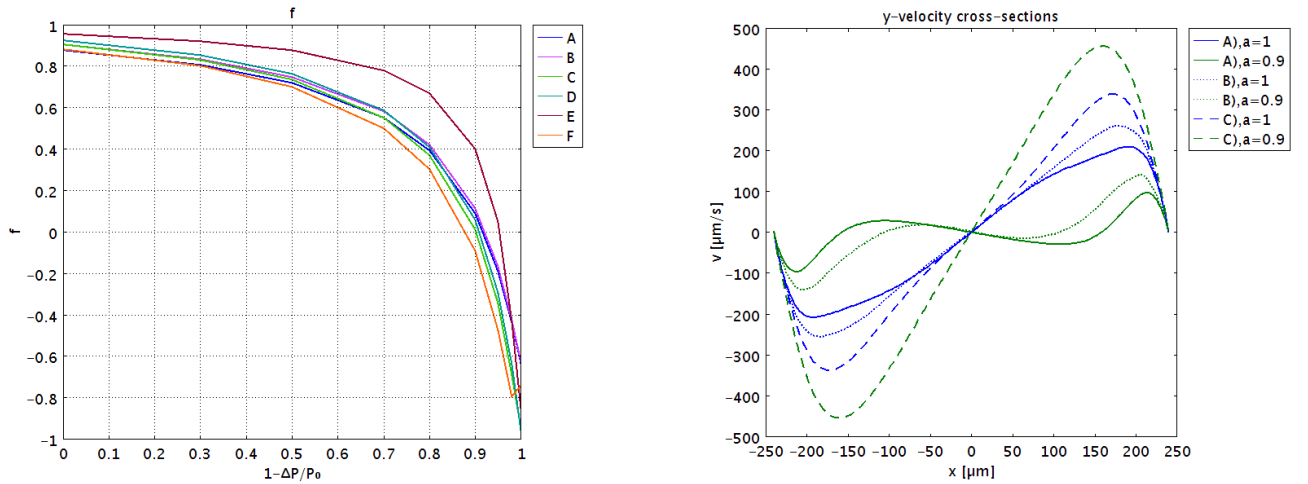 f
1
0.8
0.6
0.4
0.2
0
−0.2
−0.4
−0.6
−0.8
−1
f
0 0.1 0.2 0.3 0.4 0.5 0.6 0.7 0.8 0.9 1
1−ΔP/P₀
A
B
C
D
E
F
y−velocity cross−sections
500
400
300
200
100
0
−100
−200
−300
−400
−500
v [μm/s]
−250 −200 −150 −100 −50 0 50 100 150 200 250
x [μm]
A),a=1
A),a=0.9
B),a=1
B),a=0.9
C),a=1
C),a=0.9